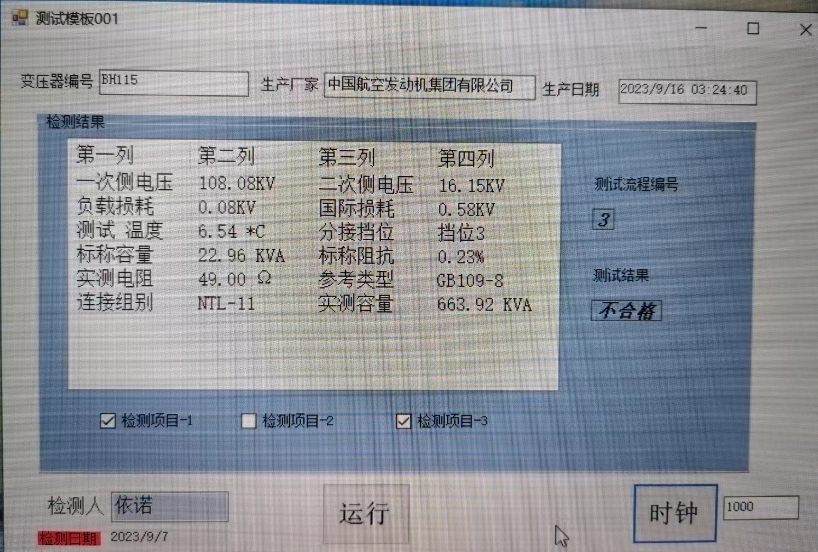 测试模板001
变压器编号 BH115 生产厂家 中国航空发动机集团有限公司 生产日期 2023/9/16 03:24:40
检测结果
第一列 第二列 第三列 第四列
一次侧电压 108.08KV 二次侧电压 16.15KV
负载损耗 0.08KV 国际损耗 0.58KV
测试 温度 6.54 *C 分接挡位 挡位3
标称容量 22.96 KVA 标称阻抗 0.23%
实测电阻 49.00 Ω 参考类型 GB109-8
连接组别 NTL-11 实测容量 663.92 KVA
测试流程编号
3
测试结果
不合格
检测项目-1 检测项目-2 检测项目-3
检测人 依诺 运行 时钟 1000
检测日期 2023/9/7